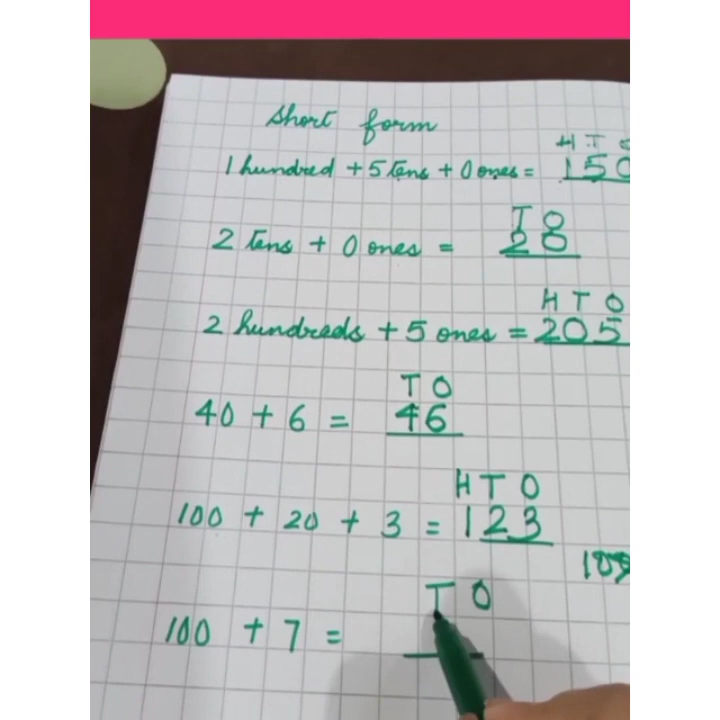 Short form
H T O
1 hundred + 5 Tens + 0 ones = 150
T O
2 Tens + 0 ones = 20
H T O
2 hundreds + 5 ones = 205
T O
40 + 6 = 46
H T O
100 + 20 + 3 = 123
T O
100 + 7 =